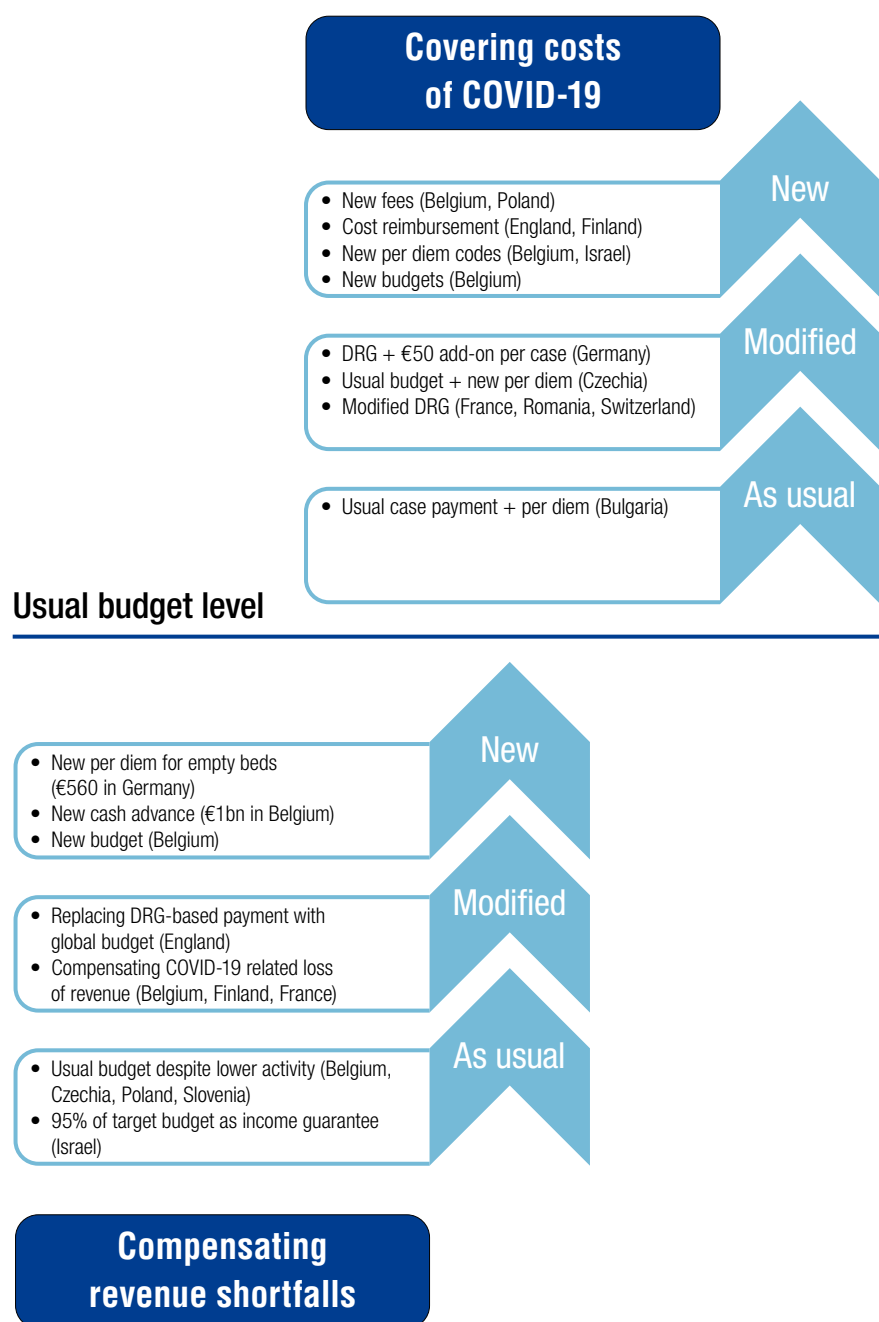 Covering costs
of COVID-19
New
• New fees (Belgium, Poland)
• Cost reimbursement (England, Finland)
• New per diem codes (Belgium, Israel)
• New budgets (Belgium)
Modified
• DRG + €50 add-on per case (Germany)
• Usual budget + new per diem (Czechia)
• Modified DRG (France, Romania, Switzerland)
As usual
• Usual case payment + per diem (Bulgaria)
Usual budget level
New
• New per diem for empty beds
(€560 in Germany)
• New cash advance (€1bn in Belgium)
• New budget (Belgium)
Modified
• Replacing DRG-based payment with
global budget (England)
• Compensating COVID-19 related loss
of revenue (Belgium, Finland, France)
As usual
• Usual budget despite lower activity (Belgium,
Czechia, Poland, Slovenia)
• 95% of target budget as income guarantee
(Israel)
Compensating
revenue shortfalls